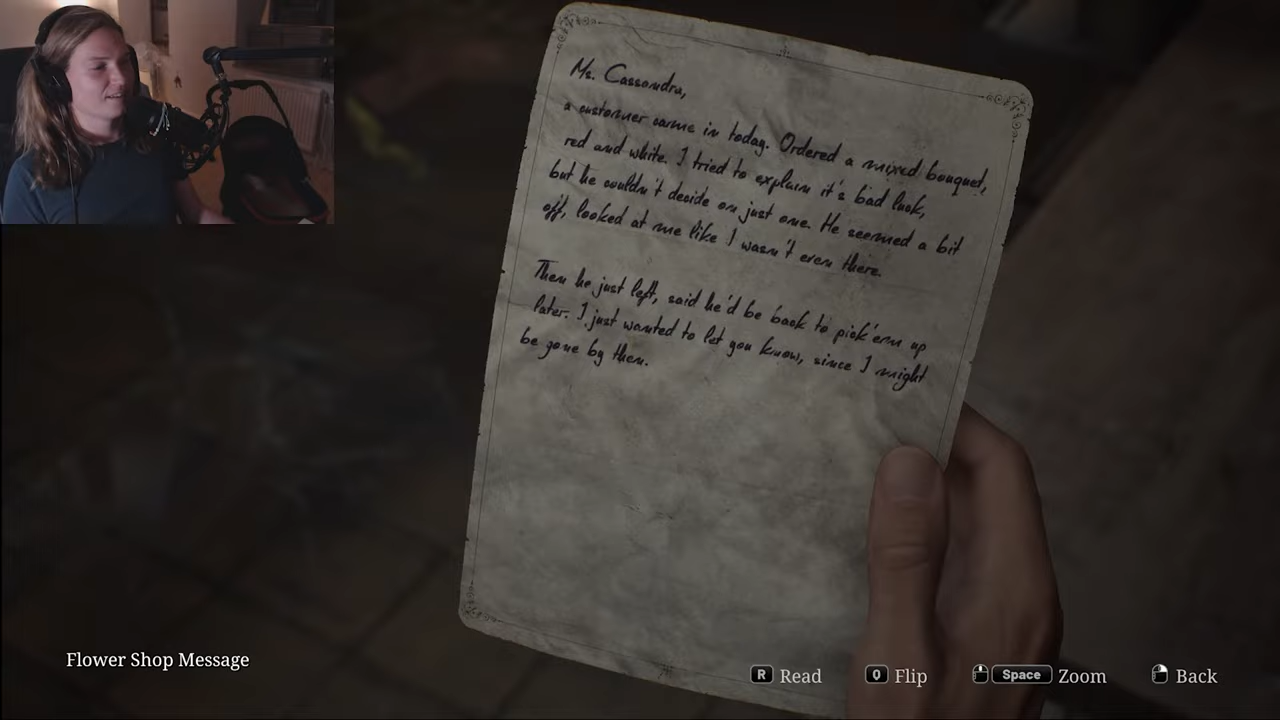 Ms. Cassandra,
a customer came in today. Ordered a mixed bouquet,
red and white. I tried to explain it's bad luck,
but he couldn't decide on just one. He seemed a bit
off, looked at me like I wasn't even there.
Then he just left, said he'd be back to pick'em up
later. I just wanted to let you know, since I might
be gone by then.
Flower Shop Message
R Read
Q Flip
Space Zoom
Back